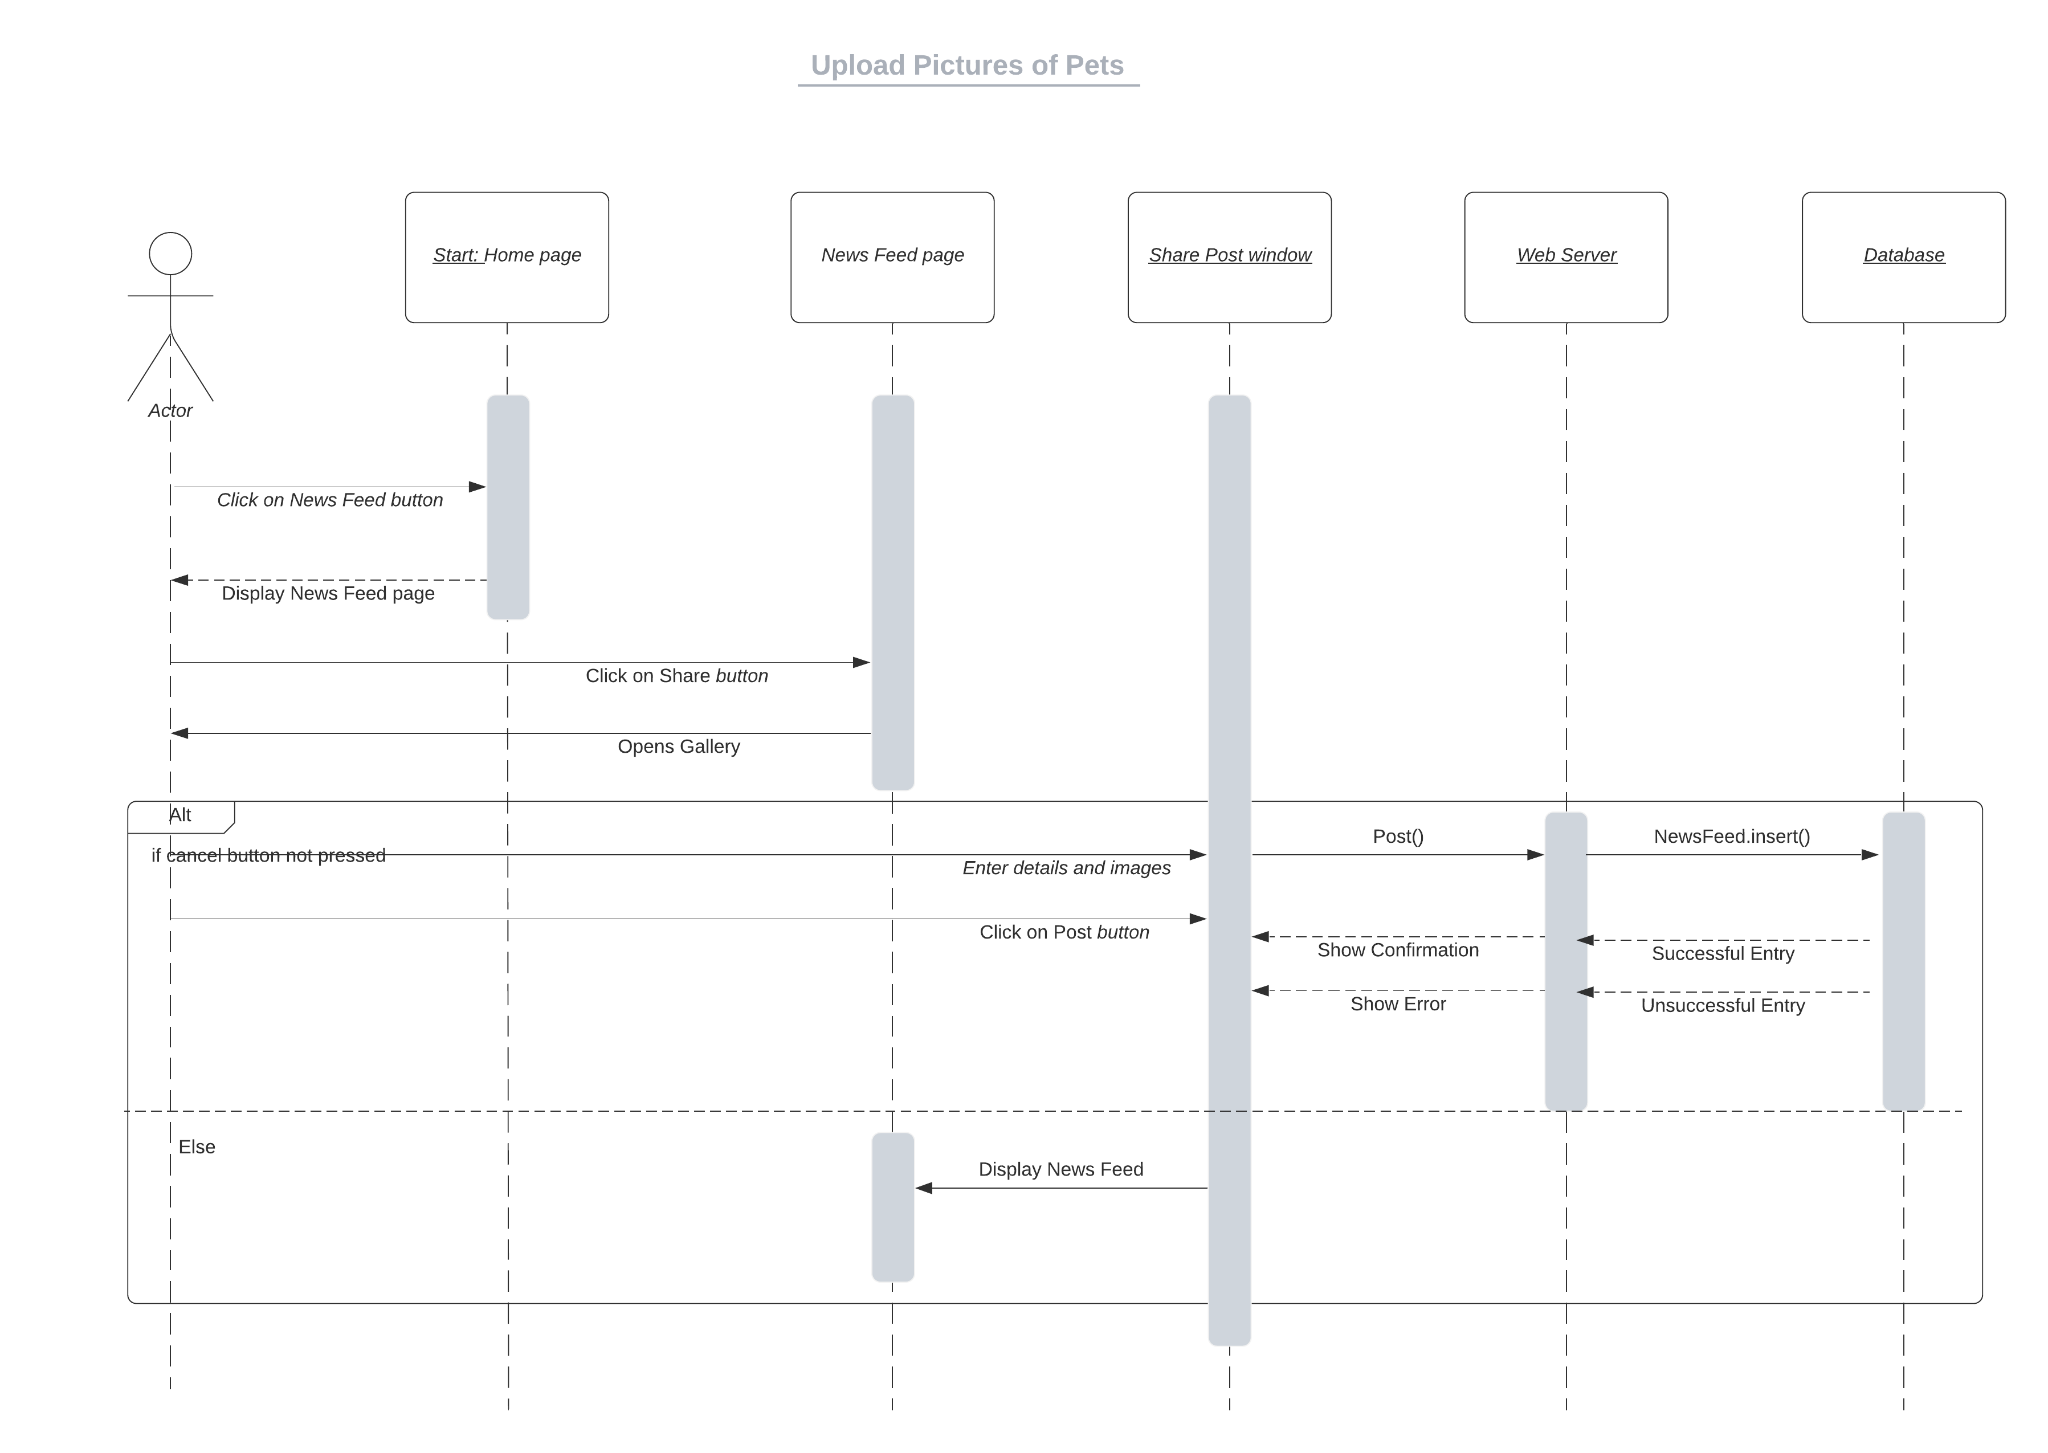 Upload Pictures of Pets
Start: Home page
News Feed page
Share Post window
Web Server
Database
Actor
Click on News Feed button
Display News Feed page
Click on Share button
Opens Gallery
Alt
if cancel button not pressed
Enter details and images
Post()
NewsFeed.insert()
Click on Post button
Show Confirmation
Successful Entry
Show Error
Unsuccessful Entry
Else
Display News Feed